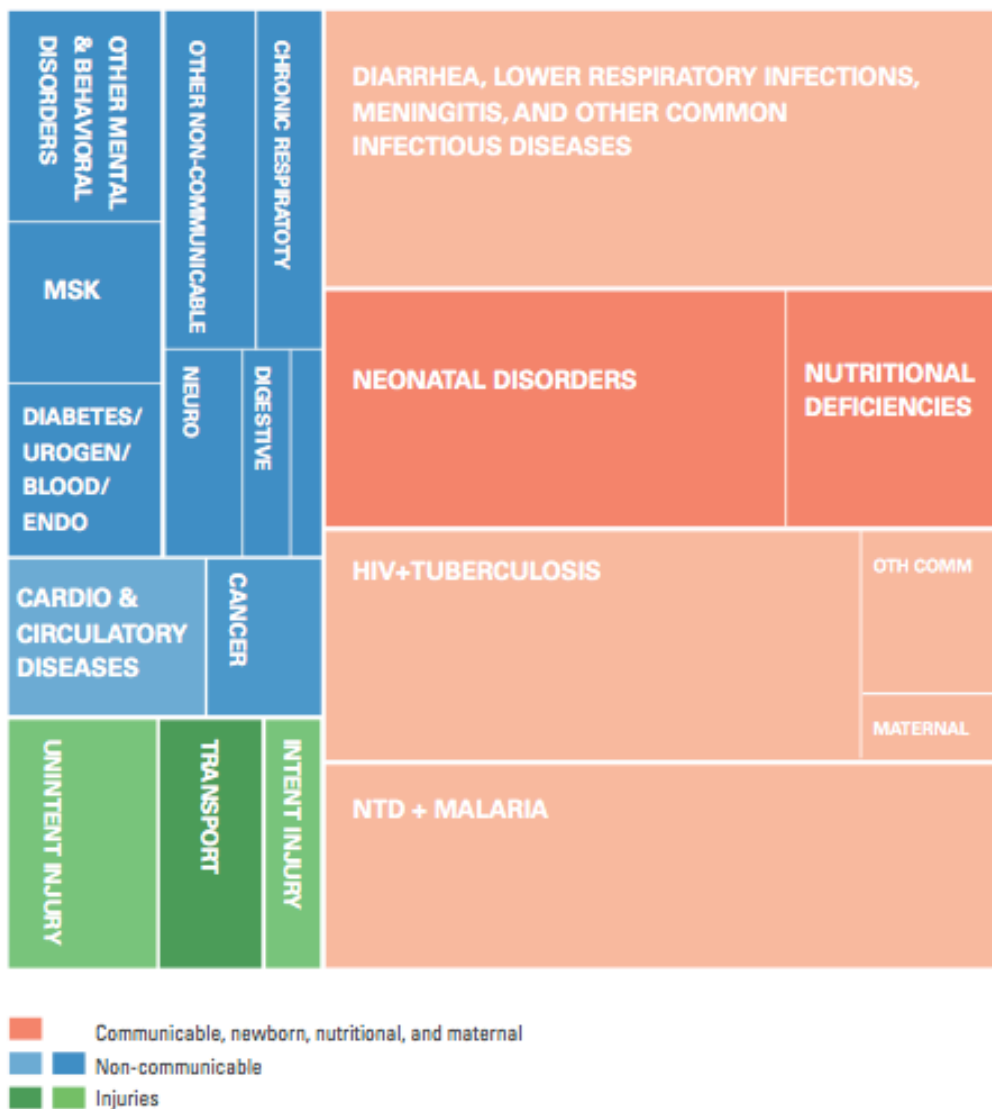 OTHER MENTAL
& BEHAVIORAL
DISORDERS
OTHER NON-COMMUNICABLE
CHRONIC RESPIRATOTY
DIARRHEA, LOWER RESPIRATORY INFECTIONS,
MENINGITIS, AND OTHER COMMON
INFECTIOUS DISEASES
MSK
NEURO
DIGESTIVE
NEONATAL DISORDERS
NUTRITIONAL
DEFICIENCIES
DIABETES/
UROGEN/
BLOOD/
ENDO
CARDIO &
CIRCULATORY
DISEASES
CANCER
HIV+TUBERCULOSIS
OTH COMM
MATERNAL
UNINTENT INJURY
TRANSPORT
INTENT INJURY
NTD + MALARIA
Communicable, newborn, nutritional, and maternal
Non-communicable
Injuries